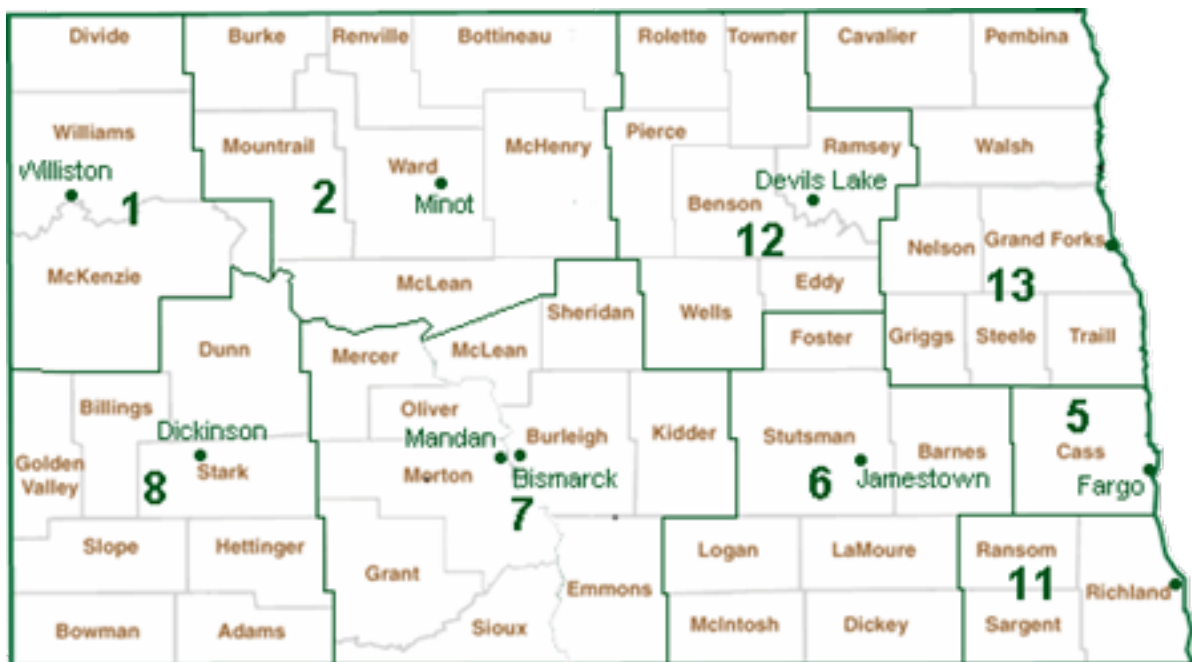 Divide
Burke
Renville
Bottineau
Rolette
Towner
Cavalier
Pembina
Williams
Mountrail
Ward
McHenry
Pierce
Ramsey
Walsh
Williston
1
2
Minot
Devils Lake
Benson
12
Nelson
Grand Forks
13
McKenzie
McLean
Eddy
Sheridan
Wells
Foster
Griggs
Steele
Traill
Dunn
Mercer
McLean
Billings
Oliver
Dickinson
Mandan
Burleigh
Kidder
Stutsman
Barnes
5
Cass
Golden
Valley
Stark
8
Morton
Bismarck
7
6
Jamestown
Fargo
Slope
Hettinger
Grant
Emmons
Logan
LaMoure
Ransom
11
Richland
Bowman
Adams
Sioux
McIntosh
Dickey
Sargent